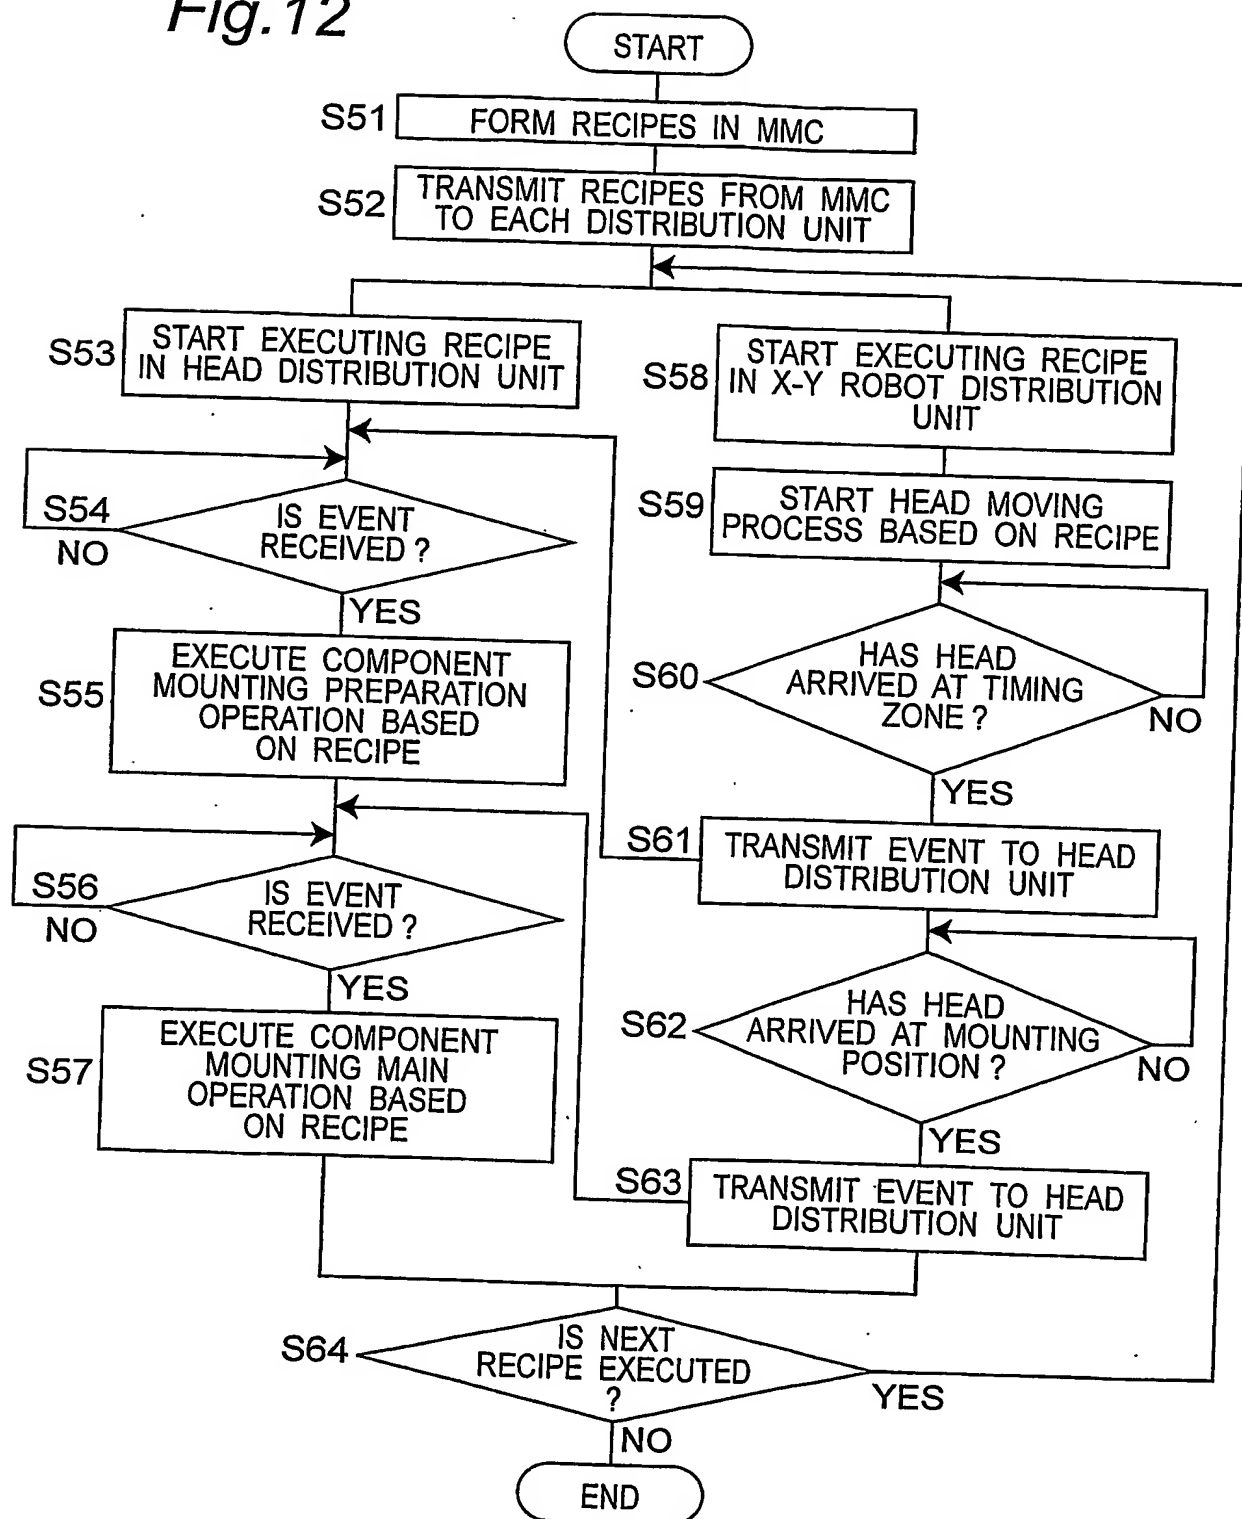 Fig.12
START
S51
FORM RECIPES IN MMC
S52
TRANSMIT RECIPES FROM MMC
TO EACH DISTRIBUTION UNIT
S53
START EXECUTING RECIPE
IN HEAD DISTRIBUTION UNIT
S54
NO
IS EVENT
RECEIVED ?
YES
S55
EXECUTE COMPONENT
MOUNTING PREPARATION
OPERATION BASED
ON RECIPE
S56
NO
IS EVENT
RECEIVED ?
YES
S57
EXECUTE COMPONENT
MOUNTING MAIN
OPERATION BASED
ON RECIPE
S58
START EXECUTING RECIPE
IN X-Y ROBOT DISTRIBUTION
UNIT
S59
START HEAD MOVING
PROCESS BASED ON RECIPE
S60
HAS HEAD
ARRIVED AT TIMING
ZONE ?
NO
YES
S61
TRANSMIT EVENT TO HEAD
DISTRIBUTION UNIT
S62
HAS HEAD
ARRIVED AT MOUNTING
POSITION ?
NO
YES
S63
TRANSMIT EVENT TO HEAD
DISTRIBUTION UNIT
S64
IS NEXT
RECIPE EXECUTED
?
YES
NO
END